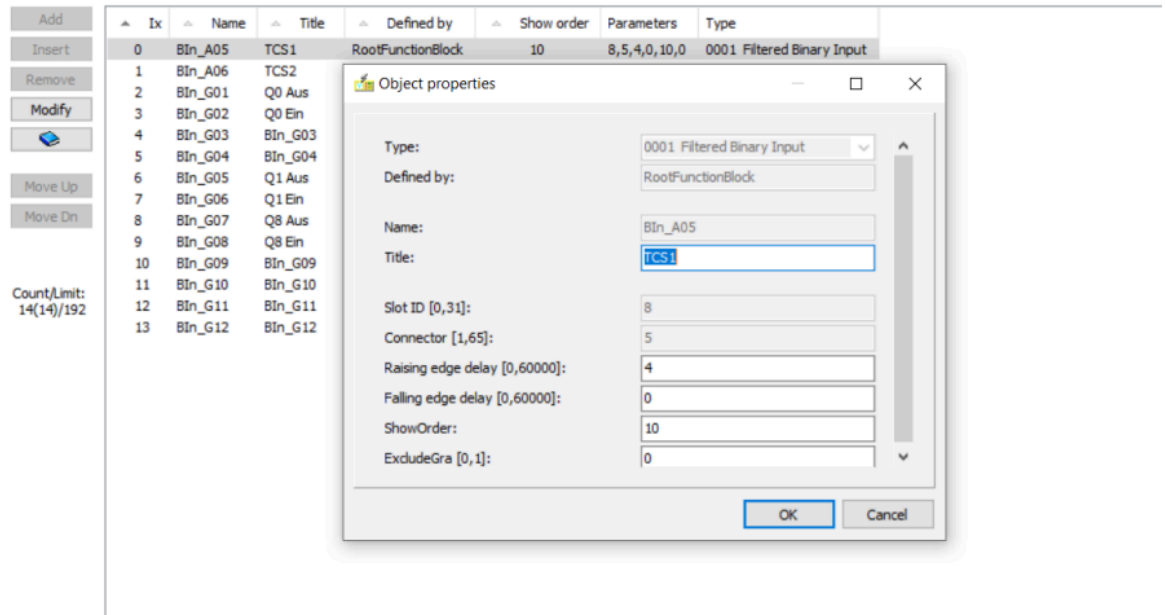 Add
Insert
Remove
Modify
Move Up
Move Dn
Count/Limit:
14(14)/192
Ix Name Title Defined by Show order Parameters Type
0 BIn_A05 TCS1 RootFunctionBlock 10 8,5,4,0,10,0 0001 Filtered Binary Input
1 BIn_A06 TCS2
2 BIn_G01 Q0 Aus
3 BIn_G02 Q0 Ein
4 BIn_G03 BIn_G03
5 BIn_G04 BIn_G04
6 BIn_G05 Q1 Aus
7 BIn_G06 Q1 Ein
8 BIn_G07 Q8 Aus
9 BIn_G08 Q8 Ein
10 BIn_G09 BIn_G09
11 BIn_G10 BIn_G10
12 BIn_G11 BIn_G11
13 BIn_G12 BIn_G12
Object properties
Type: 0001 Filtered Binary Input
Defined by: RootFunctionBlock
Name: BIn_A05
Title: TCS1
Slot ID [0,31]: 8
Connector [1,65]: 5
Raising edge delay [0,60000]: 4
Falling edge delay [0,60000]: 0
ShowOrder: 10
ExcludeGra [0,1]: 0
OK Cancel